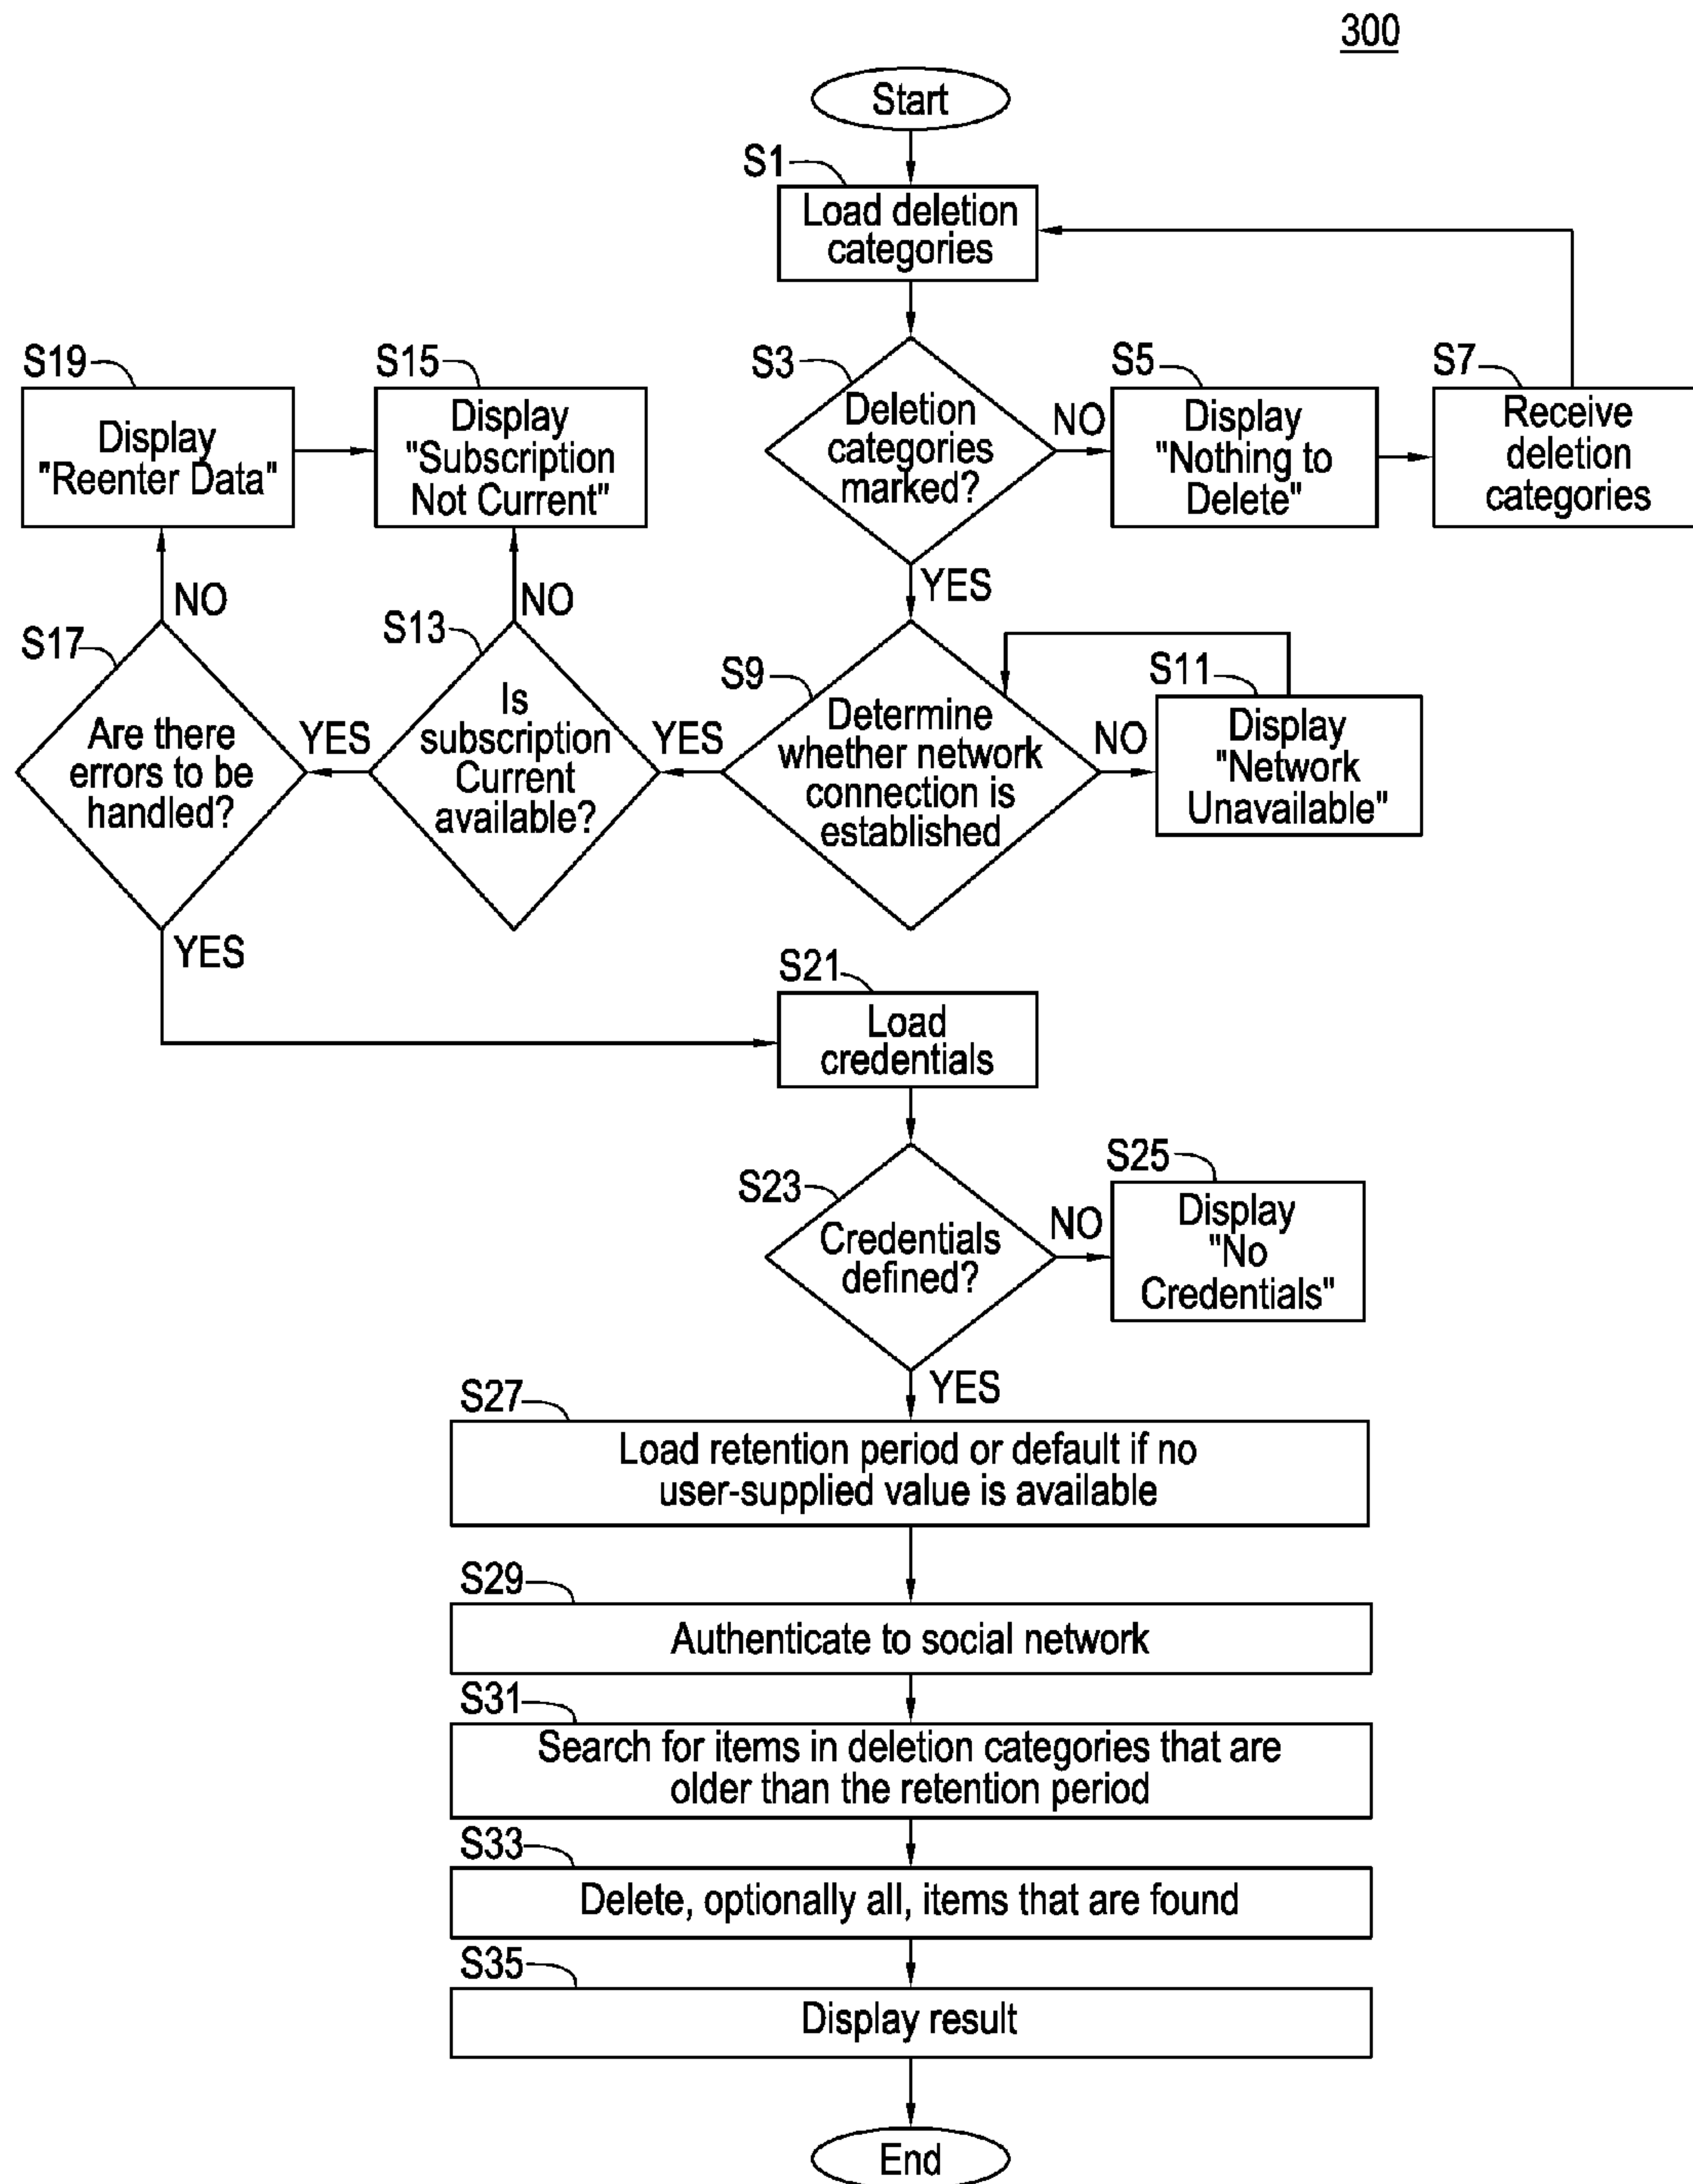 300
Start
S1
Load deletion
categories
S3
Deletion
categories
marked?
NO
S5
Display
"Nothing to
Delete"
S7
Receive
deletion
categories
S19
Display
"Reenter Data"
S15
Display
"Subscription
Not Current"
NO
NO
YES
S17
Are there
errors to be
handled?
YES
S13
Is
subscription
Current
available?
YES
S9
Determine
whether network
connection is
established
NO
S11
Display
"Network
Unavailable"
YES
S21
Load
credentials
S23
Credentials
defined?
NO
S25
Display
"No
Credentials"
YES
S27
Load retention period or default if no
user-supplied value is available
S29
Authenticate to social network
S31
Search for items in deletion categories that are
older than the retention period
S33
Delete, optionally all, items that are found
S35
Display result
End